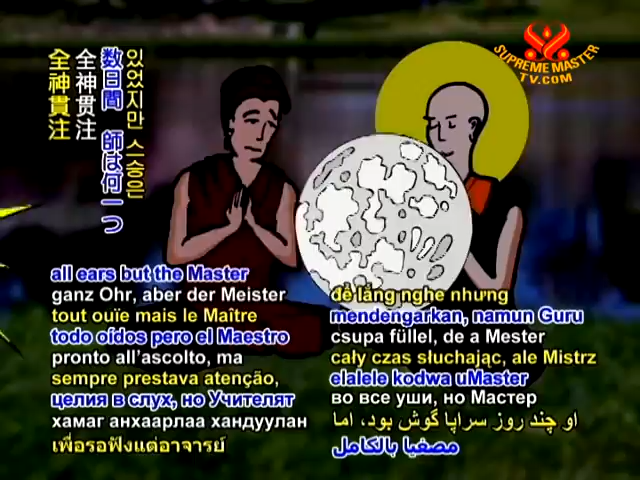 SUPREME MASTER
TV.COM
있었지만 스승은
数日間 師は何一つ
全神贯注
全神貫注
all ears but the Master
ganz Ohr, aber der Meister
tout ouïe mais le Maître
todo oídos pero el Maestro
pronto all'ascolto, ma
sempre prestava atenção,
целия в слух, но Учителят
хамаг анхаарлаа хандуулан
เพื่อรอฟังแต่อาจารย์
để lắng nghe nhưng
mendengarkan, namun Guru
csupa füllel, de a Mester
cały czas słuchając, ale Mistrz
elalele kodwa uMaster
во все уши, но Мастер
او چند روز سراپا گوش بود، اما
مصغيا بالكامل